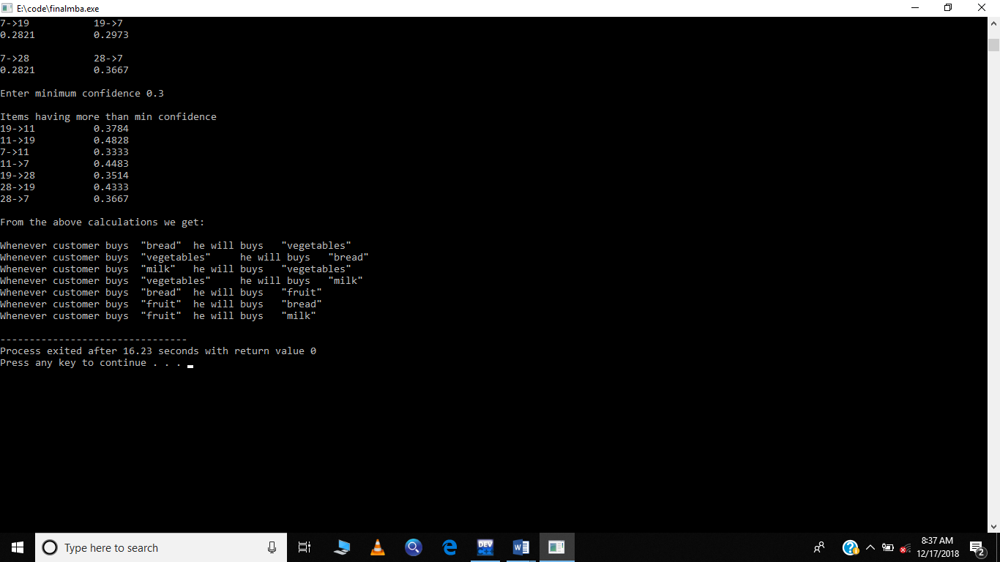 E:\code\finalmba.exe
7->19          19->7
0.2821          0.2973
7->28           28->7
0.2821          0.3667
Enter minimum confidence 0.3
Items having more than min confidence
19->11          0.3784
11->19          0.4828
7->11           0.3333
11->7           0.4483
19->28          0.3514
28->19          0.4333
28->7           0.3667
From the above calculations we get:
Whenever customer buys  "bread"  he will buys   "vegetables"
Whenever customer buys  "vegetables"     he will buys   "bread"
Whenever customer buys  "milk"   he will buys   "vegetables"
Whenever customer buys  "vegetables"     he will buys   "milk"
Whenever customer buys  "bread"  he will buys   "fruit"
Whenever customer buys  "fruit"  he will buys   "bread"
Whenever customer buys  "fruit"  he will buys   "milk"
--------------------------------
Process exited after 16.23 seconds with return value 0
Press any key to continue . . .
Type here to search
DEV
8:37 AM
12/17/2018
2